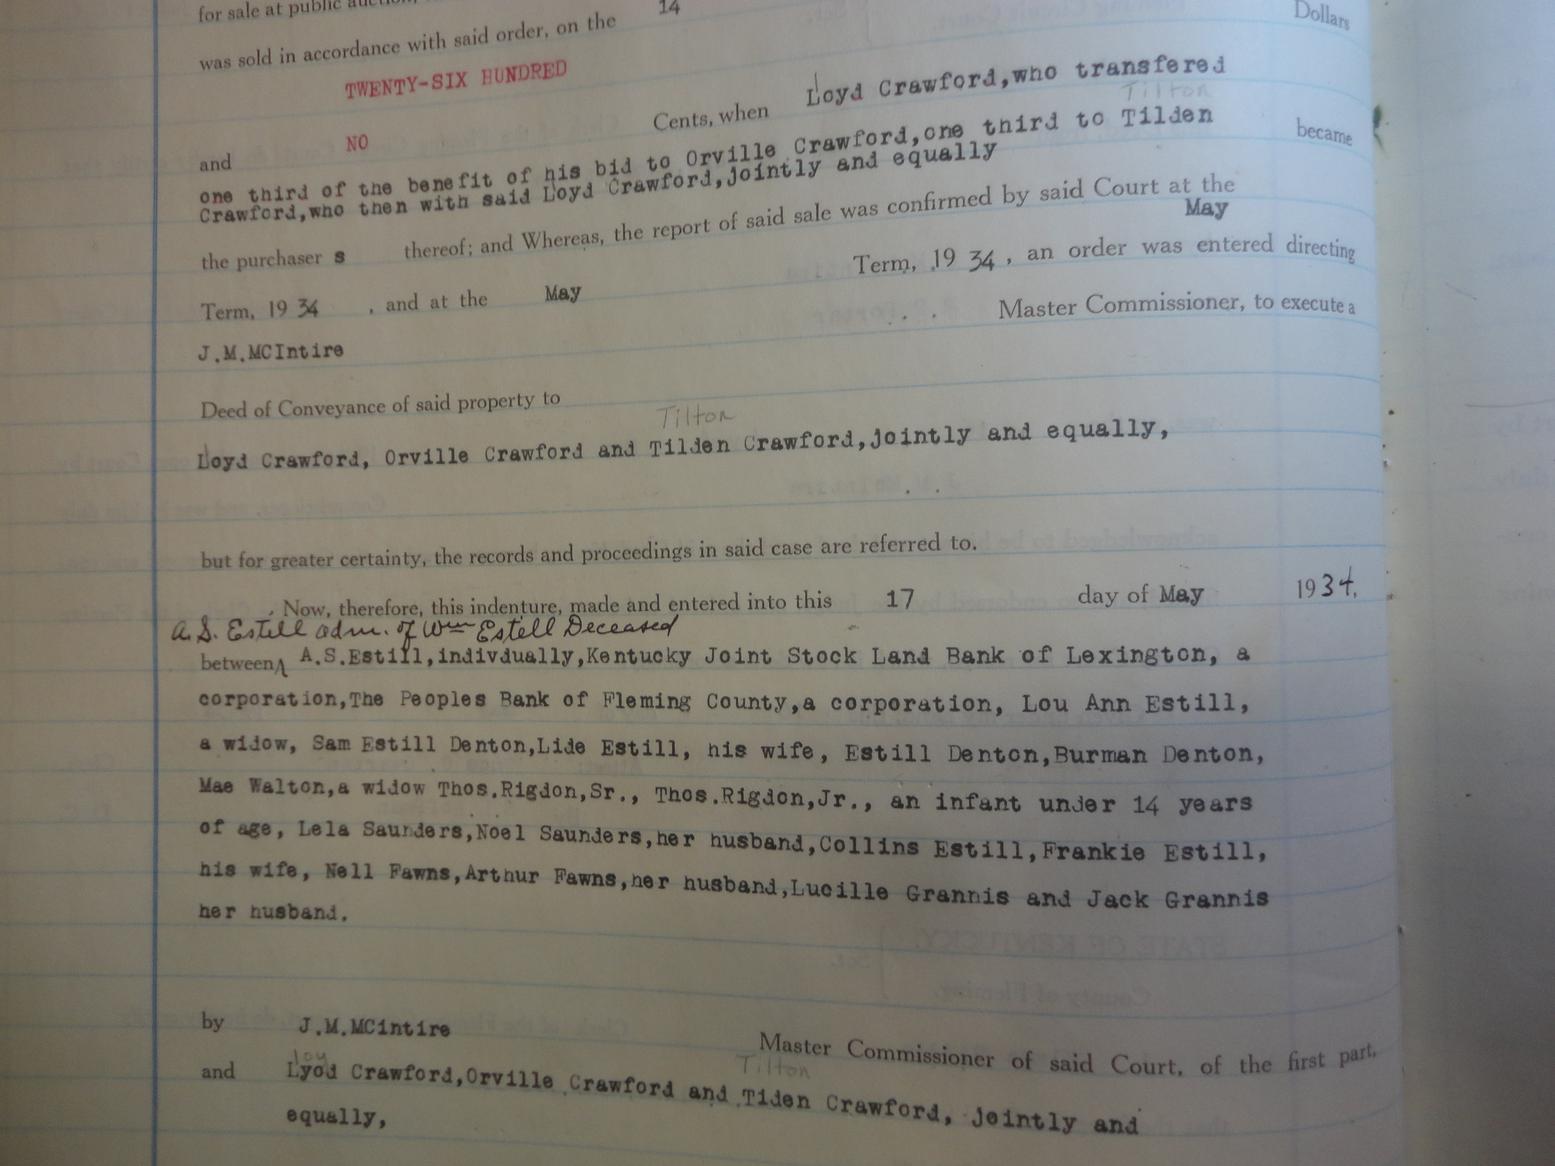 for sale at public auction,
was sold in accordance with said order, on the 14
Dollars
TWENTY-SIX HUNDRED
and NO Cents, when Loyd Crawford,who transfered
Tilton
one third of the benefit of his bid to Orville Crawford,one third to Tilden
Crawford,who then with said Loyd Crawford,jointly and equally became
the purchaser s thereof; and Whereas, the report of said sale was confirmed by said Court at the May
Term, 19 34 , and at the May Term, 19 34 , an order was entered directing
J.M.MCIntire Master Commissioner, to execute a
Deed of Conveyance of said property to
Tilton
Loyd Crawford, Orville Crawford and Tilden Crawford,jointly and equally,
but for greater certainty, the records and proceedings in said case are referred to.
Now, therefore, this indenture, made and entered into this 17 day of May 1934.
A. S. Estill adm. of Wm Estill Deceased
between A.S.Estill,indivdually,Kentucky Joint Stock Land Bank of Lexington, a
corporation,The Peoples Bank of Fleming County,a corporation, Lou Ann Estill,
a widow, Sam Estill Denton,Lide Estill, his wife, Estill Denton,Burman Denton,
Mae Walton,a widow Thos.Rigdon,Sr., Thos.Rigdon,Jr., an infant under 14 years
of age, Lela Saunders,Noel Saunders,her husband,Collins Estill,Frankie Estill,
his wife, Nell Fawns,Arthur Fawns,her husband,Lucille Grannis and Jack Grannis
her husband.
by J.M.MCintire Master Commissioner of said Court, of the first part,
loy Tilton
and Lyod Crawford,Orville Crawford and Tiden Crawford, jointly and
equally,